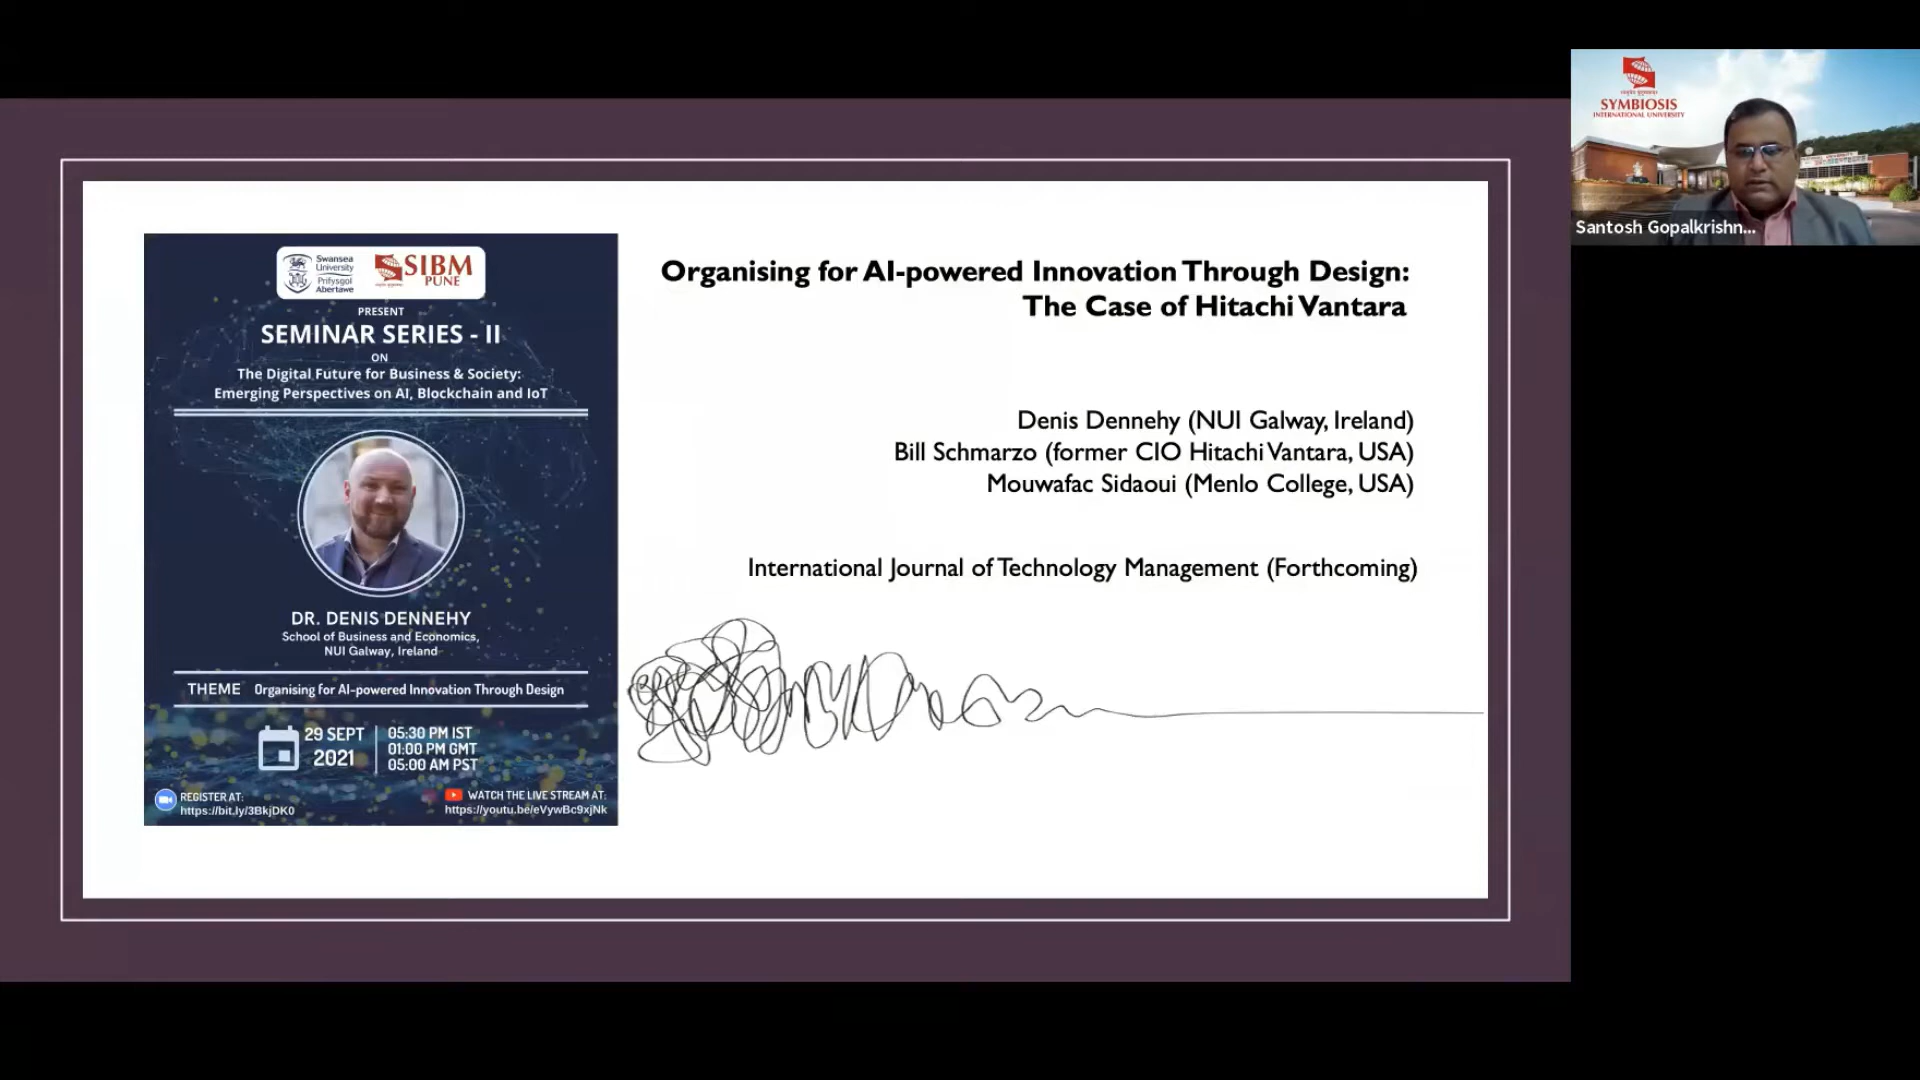 Swansea
University
Prifysgol
Abertawe
SIBM
PUNE
PRESENT
SEMINAR SERIES - II
ON
The Digital Future for Business & Society:
Emerging Perspectives on AI, Blockchain and IoT
DR. DENIS DENNEHY
School of Business and Economics,
NUI Galway, Ireland
THEME Organising for AI-powered Innovation Through Design
29 SEPT
2021
05:30 PM IST
01:00 PM GMT
05:00 AM PST
REGISTER AT:
https://bit.ly/3BkjDK0
WATCH THE LIVE STREAM AT:
https://youtu.be/eVywBc9xjNk
Organising for AI-powered Innovation Through Design:
The Case of Hitachi Vantara
Denis Dennehy (NUI Galway, Ireland)
Bill Schmarzo (former CIO Hitachi Vantara, USA)
Mouwafac Sidaoui (Menlo College, USA)
International Journal of Technology Management (Forthcoming)
SYMBIOSIS
INTERNATIONAL UNIVERSITY
Santosh Gopalkrishn...